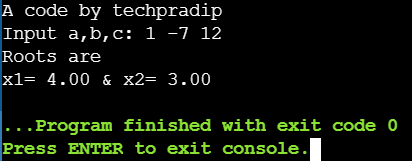 A code by techpradip
Input a,b,c: 1 -7 12
Roots are
x1= 4.00 & x2= 3.00
...Program finished with exit code 0
Press ENTER to exit console.